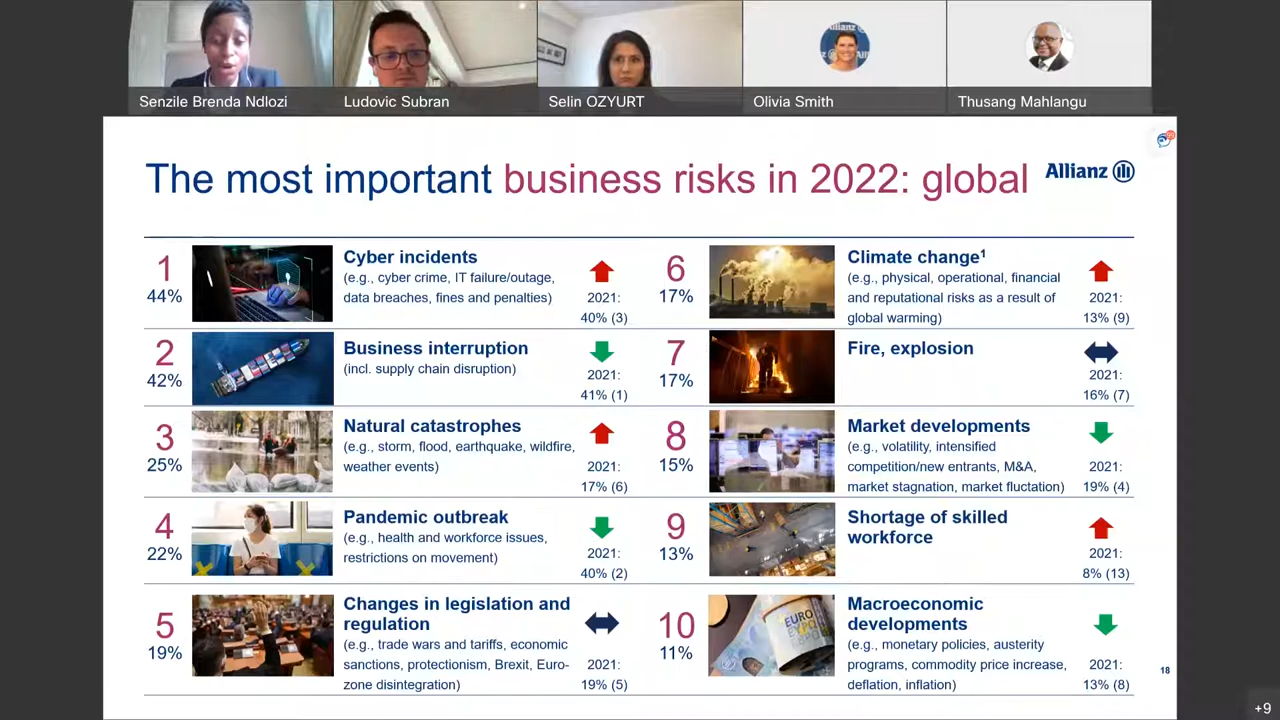 Senzile Brenda Ndlozi
Ludovic Subran
Selin OZYURT
Olivia Smith
Thusang Mahlangu
The most important business risks in 2022: global
Allianz
1
44%
Cyber incidents
(e.g., cyber crime, IT failure/outage,
data breaches, fines and penalties)
2021:
40% (3)
2
42%
Business interruption
(incl. supply chain disruption)
2021:
41% (1)
3
25%
Natural catastrophes
(e.g., storm, flood, earthquake, wildfire,
weather events)
2021:
17% (6)
4
22%
Pandemic outbreak
(e.g., health and workforce issues,
restrictions on movement)
2021:
40% (2)
5
19%
Changes in legislation and
regulation
(e.g., trade wars and tariffs, economic
sanctions, protectionism, Brexit, Euro-
zone disintegration)
2021:
19% (5)
6
17%
Climate change¹
(e.g., physical, operational, financial
and reputational risks as a result of
global warming)
2021:
13% (9)
7
17%
Fire, explosion
2021:
16% (7)
8
15%
Market developments
(e.g., volatility, intensified
competition/new entrants, M&A,
market stagnation, market fluctation)
2021:
19% (4)
9
13%
Shortage of skilled
workforce
2021:
8% (13)
10
11%
EURO
Macroeconomic
developments
(e.g., monetary policies, austerity
programs, commodity price increase,
deflation, inflation)
2021:
13% (8)
18
+9